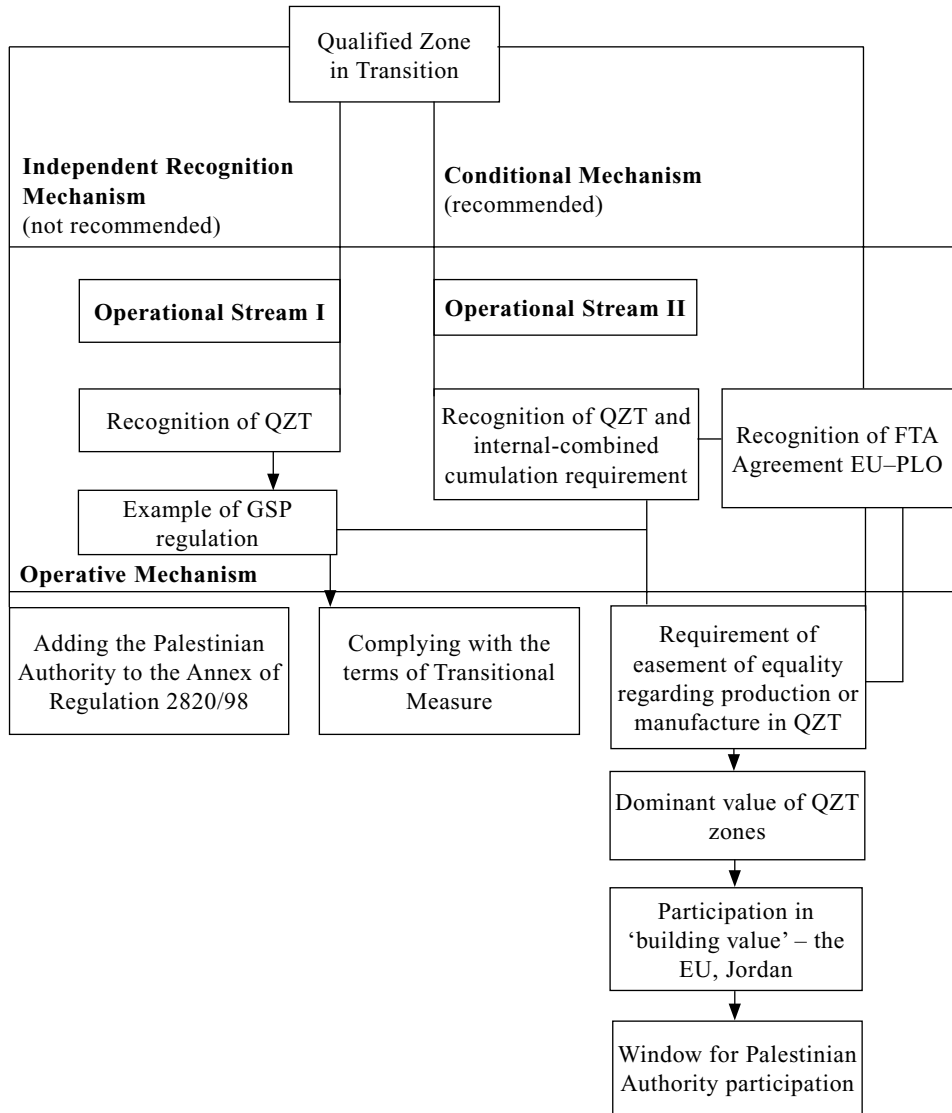 Qualified Zone
in Transition
Independent Recognition
Mechanism
(not recommended)
Conditional Mechanism
(recommended)
Operational Stream I
Operational Stream II
Recognition of QZT
Recognition of QZT and
internal-combined
cumulation requirement
Recognition of FTA
Agreement EU–PLO
Example of GSP
regulation
Operative Mechanism
Adding the Palestinian
Authority to the Annex of
Regulation 2820/98
Complying with the
terms of Transitional
Measure
Requirement of
easement of equality
regarding production or
manufacture in QZT
Dominant value of QZT
zones
Participation in
‘building value’ – the
EU, Jordan
Window for Palestinian
Authority participation